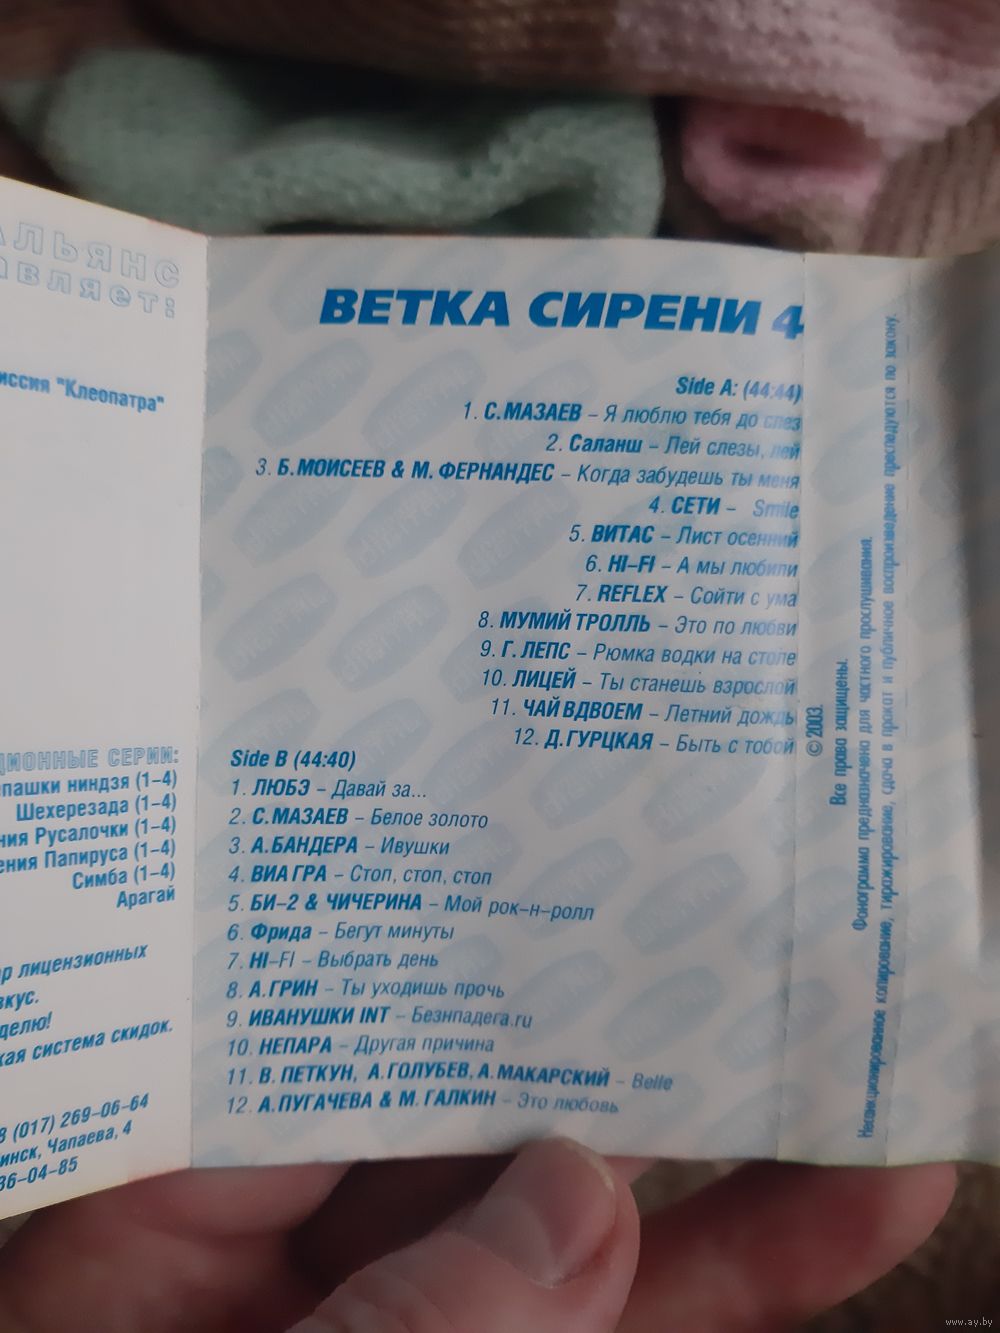 АЛЬЯНС
вляет:
иссия "Клеопатра"
ЦИОННЫЕ СЕРИИ:
пашки ниндзя (1–4)
Шехерезада (1–4)
ния Русалочки (1–4)
ения Папируса (1–4)
Симба (1–4)
Арагай
р лицензионных
вкус.
делю!
кая система скидок.
8 (017) 269–06–64
инск, Чапаева, 4
36–04–85
ВЕТКА СИРЕНИ 4
Side A: (44:44)
1. С.МАЗАЕВ – Я люблю тебя до слез
2. Саланш – Лей слезы, лей
3. Б.МОИСЕЕВ & М. ФЕРНАНДЕС – Когда забудешь ты меня
4. СЕТИ – Smile
5. ВИТАС – Лист осенний
6. HI–FI – А мы любили
7. REFLEX – Сойти с ума
8. МУМИЙ ТРОЛЛЬ – Это по любви
9. Г. ЛЕПС – Рюмка водки на столе
10. ЛИЦЕЙ – Ты станешь взрослой
11. ЧАЙ ВДВОЕМ – Летний дождь
12. Д.ГУРЦКАЯ – Быть с тобой
Side B (44:40)
1. ЛЮБЭ – Давай за...
2. С.МАЗАЕВ – Белое золото
3. А.БАНДЕРА – Ивушки
4. ВИА ГРА – Стоп, стоп, стоп
5. БИ–2 & ЧИЧЕРИНА – Мой рок–н–ролл
6. Фрида – Бегут минуты
7. HI–FI – Выбрать день
8. А.ГРИН – Ты уходишь прочь
9. ИВАНУШКИ INT – Безнпадега.ru
10. НЕПАРА – Другая причина
11. В. ПЕТКУН, А.ГОЛУБЕВ, А.МАКАРСКИЙ – Belle
12. А.ПУГАЧЕВА & М. ГАЛКИН – Это любовь
© 2003.
Все права защищены.
Фонограмма предназначено для частного прослушивания.
Несанкционированное копирование, тиражирование, сдача в прокат и публичное воспроизведение преследуются по закону.
www.ay.by